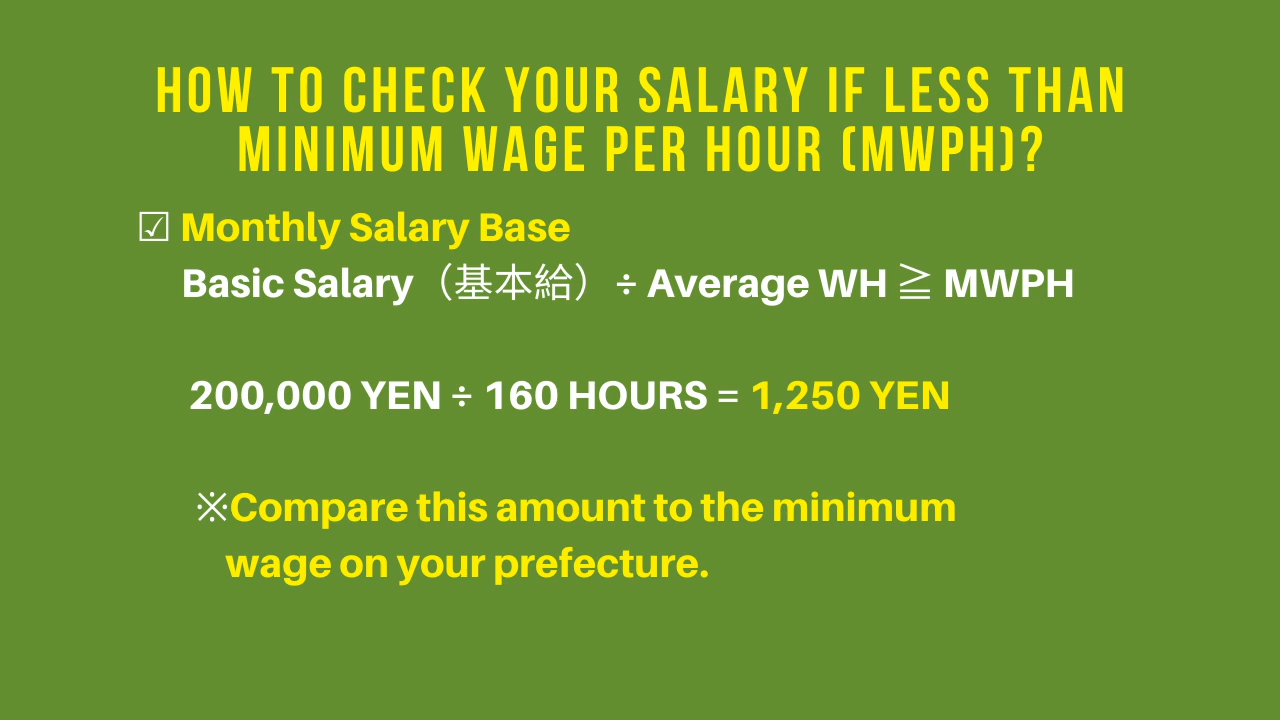 HOW TO CHECK YOUR SALARY IF LESS THAN
MINIMUM WAGE PER HOUR (MWPH)?
☑ Monthly Salary Base
Basic Salary（基本給）÷ Average WH ≧ MWPH
200,000 YEN ÷ 160 HOURS = 1,250 YEN
※Compare this amount to the minimum
wage on your prefecture.